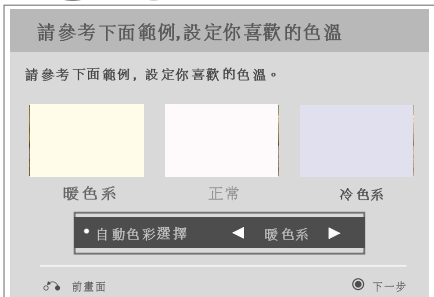 請參考下面範例,設定你喜歡的色溫
請參考下面範例，設定你喜歡的色溫。
暖色系 正常 冷色系
•自動色彩選擇 ◀ 暖色系 ▶
前畫面 ◉ 下一步